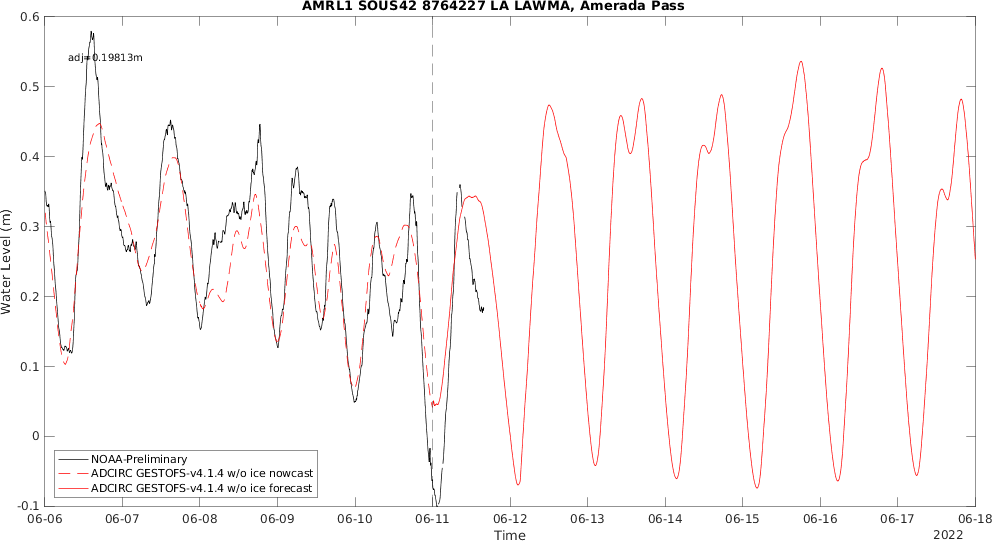 AMRL1 SOUS42 8764227 LA LAWMA, Amerada Pass
adj=0.19813m
0.6
0.5
0.4
0.3
0.2
0.1
0
-0.1
Water Level (m)
NOAA-Preliminary
ADCIRC GESTOFS-v4.1.4 w/o ice nowcast
ADCIRC GESTOFS-v4.1.4 w/o ice forecast
06-06 06-07 06-08 06-09 06-10 06-11 06-12 06-13 06-14 06-15 06-16 06-17 06-18
Time
2022